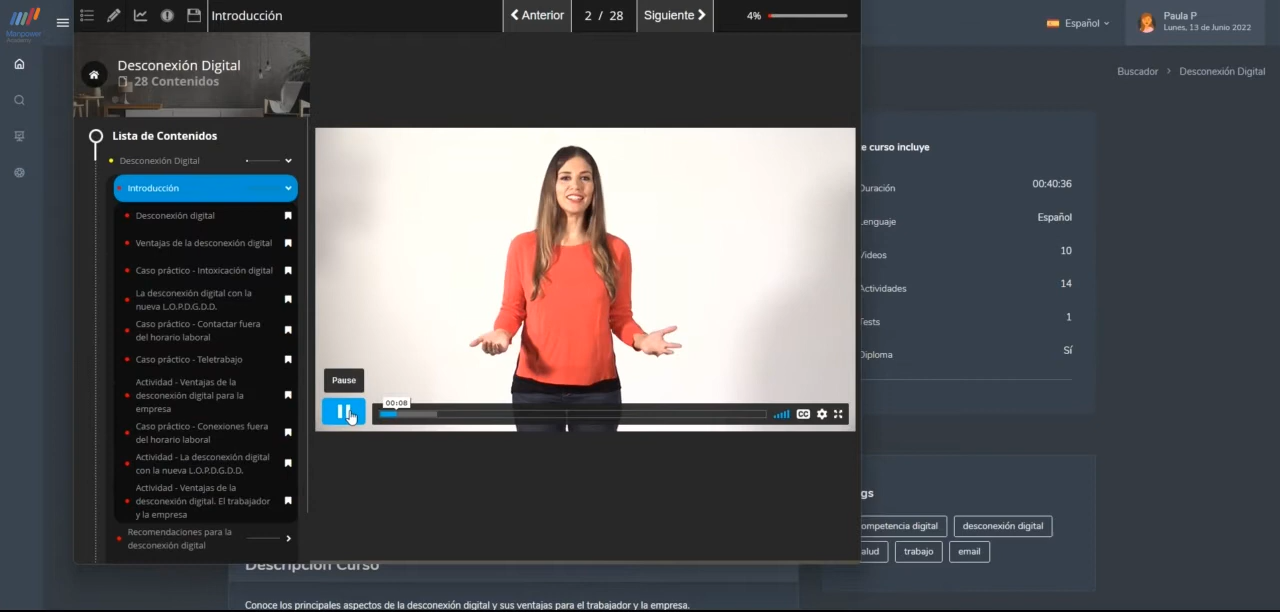 Manpower
Academy
Introducción
Anterior
2 / 28
Siguiente
4%
Español
Paula P
Lunes, 13 de Junio 2022
Buscador > Desconexión Digital
Desconexión Digital
28 Contenidos
Lista de Contenidos
Desconexión Digital
Introducción
Desconexión digital
Ventajas de la desconexión digital
Caso práctico - Intoxicación digital
La desconexión digital con la
nueva L.O.P.D.G.D.D.
Caso práctico - Contactar fuera
del horario laboral
Caso práctico - Teletrabajo
Actividad - Ventajas de la
desconexión digital para la
empresa
Caso práctico - Conexiones fuera
del horario laboral
Actividad - La desconexión digital
con la nueva L.O.P.D.G.D.D.
Actividad - Ventajas de la
desconexión digital. El trabajador
y la empresa
Recomendaciones para la
desconexión digital
Pause
00:08
CC
e curso incluye
Duración 00:40:36
Lenguaje Español
Videos 10
Actividades 14
Tests 1
Diploma Sí
gs
ompetencia digital
desconexión digital
alud
trabajo
email
Descripción Curso
Conoce los principales aspectos de la desconexión digital y sus ventajas para el trabajador y la empresa.